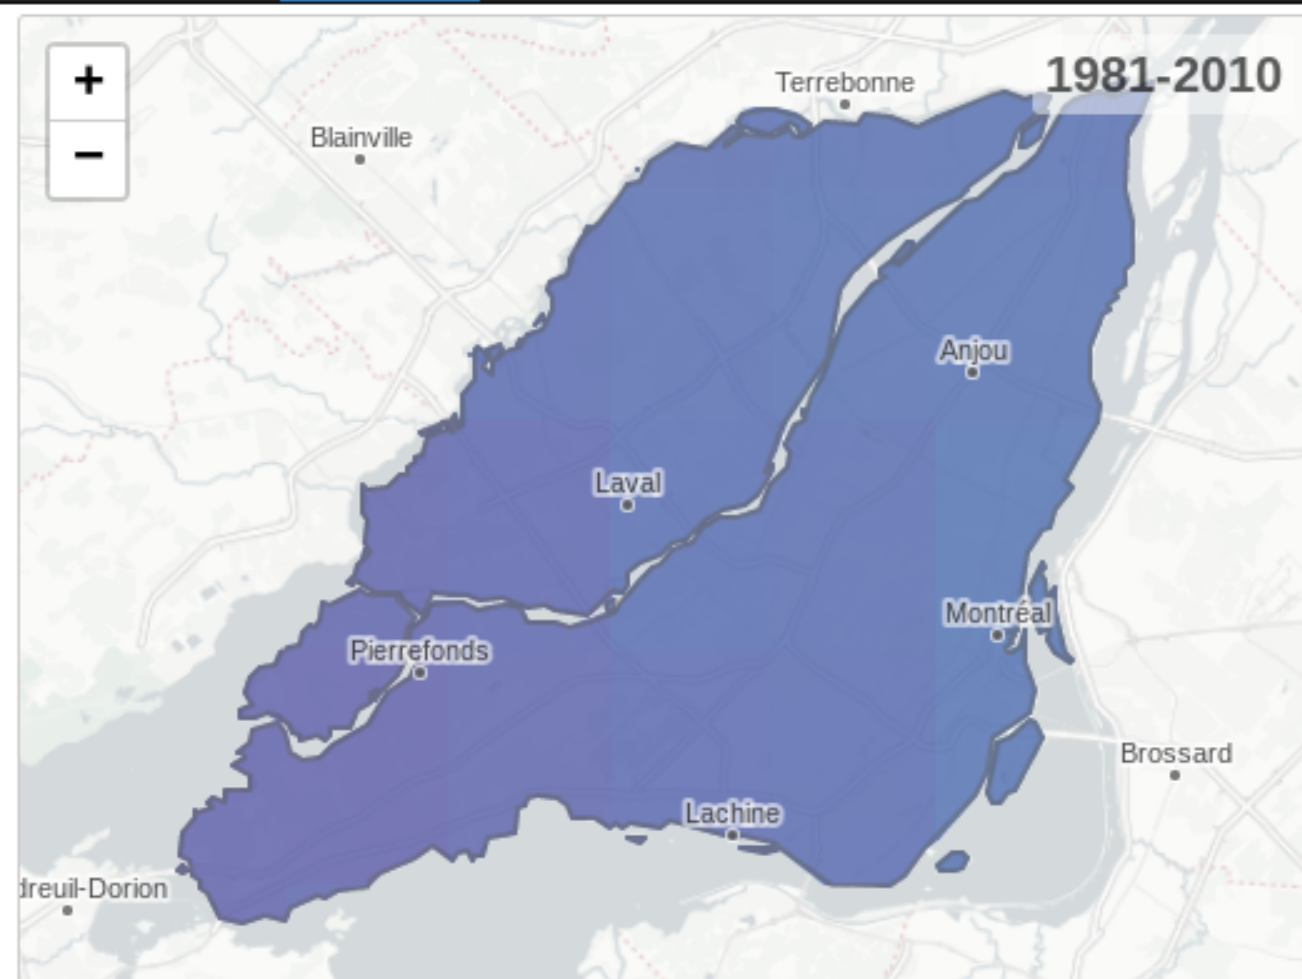 +
−
1981-2010
Terrebonne
Blainville
Anjou
Laval
Montréal
Pierrefonds
Brossard
Lachine
dreuil-Dorion